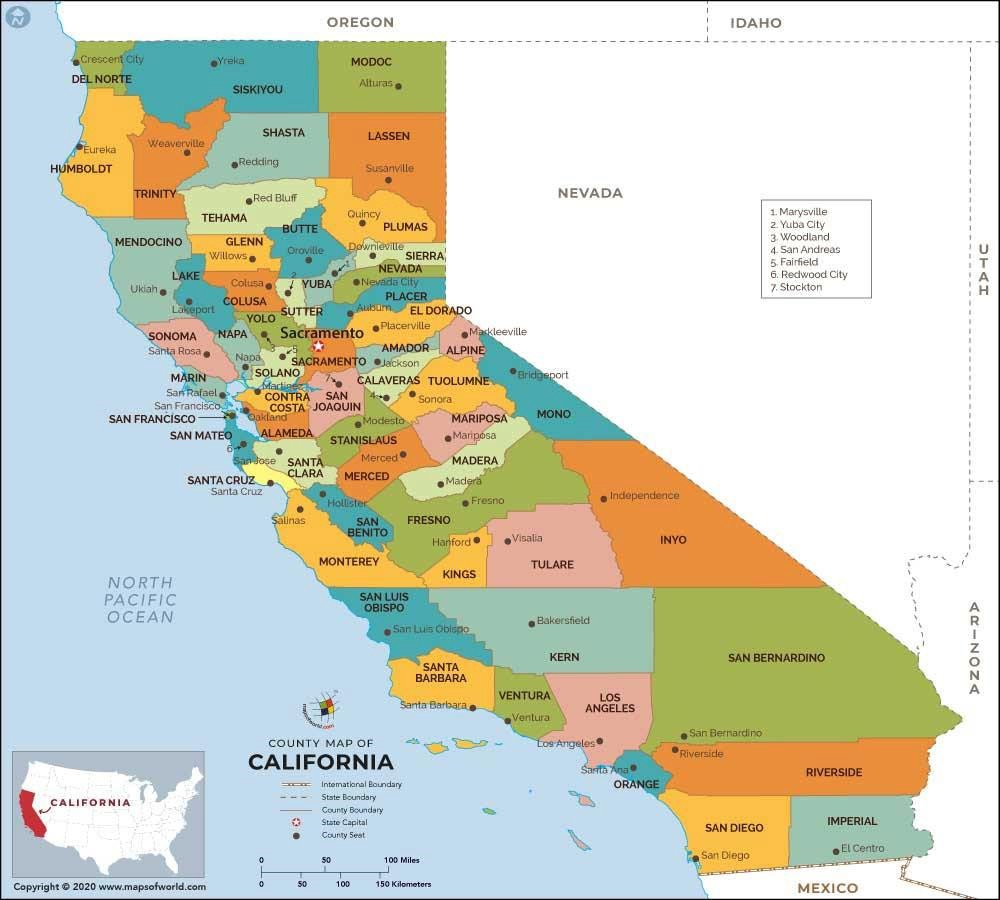 N
OREGON
IDAHO
Crescent City
DEL NORTE
Yreka
SISKIYOU
MODOC
Alturas
SHASTA
LASSEN
Weaverville
Eureka
Redding
Susanville
HUMBOLDT
TRINITY
NEVADA
Red Bluff
TEHAMA
Quincy
PLUMAS
BUTTE
MENDOCINO
GLENN
Willows
Oroville
Downieville
SIERRA
1
NEVADA
LAKE
Colusa
2
YUBA
Nevada City
Ukiah
COLUSA
PLACER
Lakeport
SUTTER
Auburn
EL DORADO
YOLO
Placerville
SONOMA
NAPA
Sacramento
Markleeville
3
5
AMADOR
ALPINE
Santa Rosa
Napa
SACRAMENTO
Jackson
SOLANO
MARIN
7
CALAVERAS
TUOLUMNE
Bridgeport
Martinez
San Rafael
CONTRA
COSTA
SAN
JOAQUIN
4
Sonora
San Francisco
MONO
SAN FRANCISCO
Oakland
Modesto
MARIPOSA
ALAMEDA
SAN MATEO
STANISLAUS
Mariposa
6
Merced
San Jose
SANTA
CLARA
MADERA
SANTA CRUZ
MERCED
Madera
Santa Cruz
Hollister
Fresno
Independence
Salinas
FRESNO
SAN
BENITO
Hanford
Visalia
INYO
MONTEREY
KINGS
TULARE
NORTH
PACIFIC
OCEAN
SAN LUIS
OBISPO
San Luis Obispo
Bakersfield
KERN
SAN BERNARDINO
SANTA
BARBARA
VENTURA
LOS
ANGELES
Santa Barbara
Ventura
Los Angeles
San Bernardino
Riverside
Santa Ana
RIVERSIDE
ORANGE
SAN DIEGO
IMPERIAL
San Diego
El Centro
MEXICO
UTAH
ARIZONA
1. Marysville
2. Yuba City
3. Woodland
4. San Andreas
5. Fairfield
6. Redwood City
7. Stockton
mapsofworld.com
COUNTY MAP OF
CALIFORNIA
International Boundary
State Boundary
County Boundary
State Capital
County Seat
0 50 100 Miles
0 50 100 150 Kilometers
CALIFORNIA
Copyright © 2020 www.mapsofworld.com